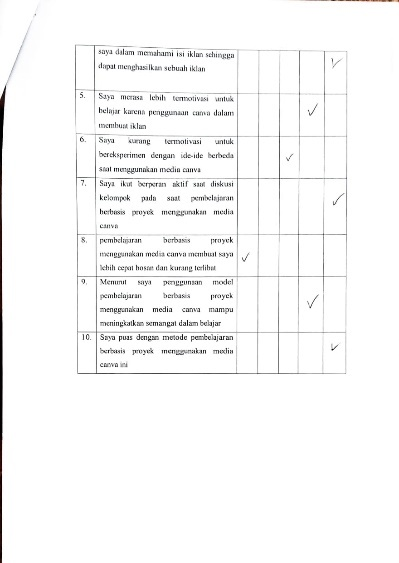 saya dalam memahami isi iklan sehingga
dapat menghasilkan sebuah iklan
5. Saya merasa lebih termotivasi untuk
belajar karena penggunaan canva dalam
membuat iklan
6. Saya kurang termotivasi untuk
bereksperimen dengan ide-ide berbeda
saat menggunakan media canva
7. Saya ikut berperan aktif saat diskusi
kelompok pada saat pembelajaran
berbasis proyek menggunakan media
canva
8. pembelajaran berbasis proyek
menggunakan media canva membuat saya
lebih cepat bosan dan kurang terlibat
9. Menurut saya penggunaan model
pembelajaran berbasis proyek
menggunakan media canva mampu
meningkatkan semangat dalam belajar
10. Saya puas dengan metode pembelajaran
berbasis proyek menggunakan media
canva ini